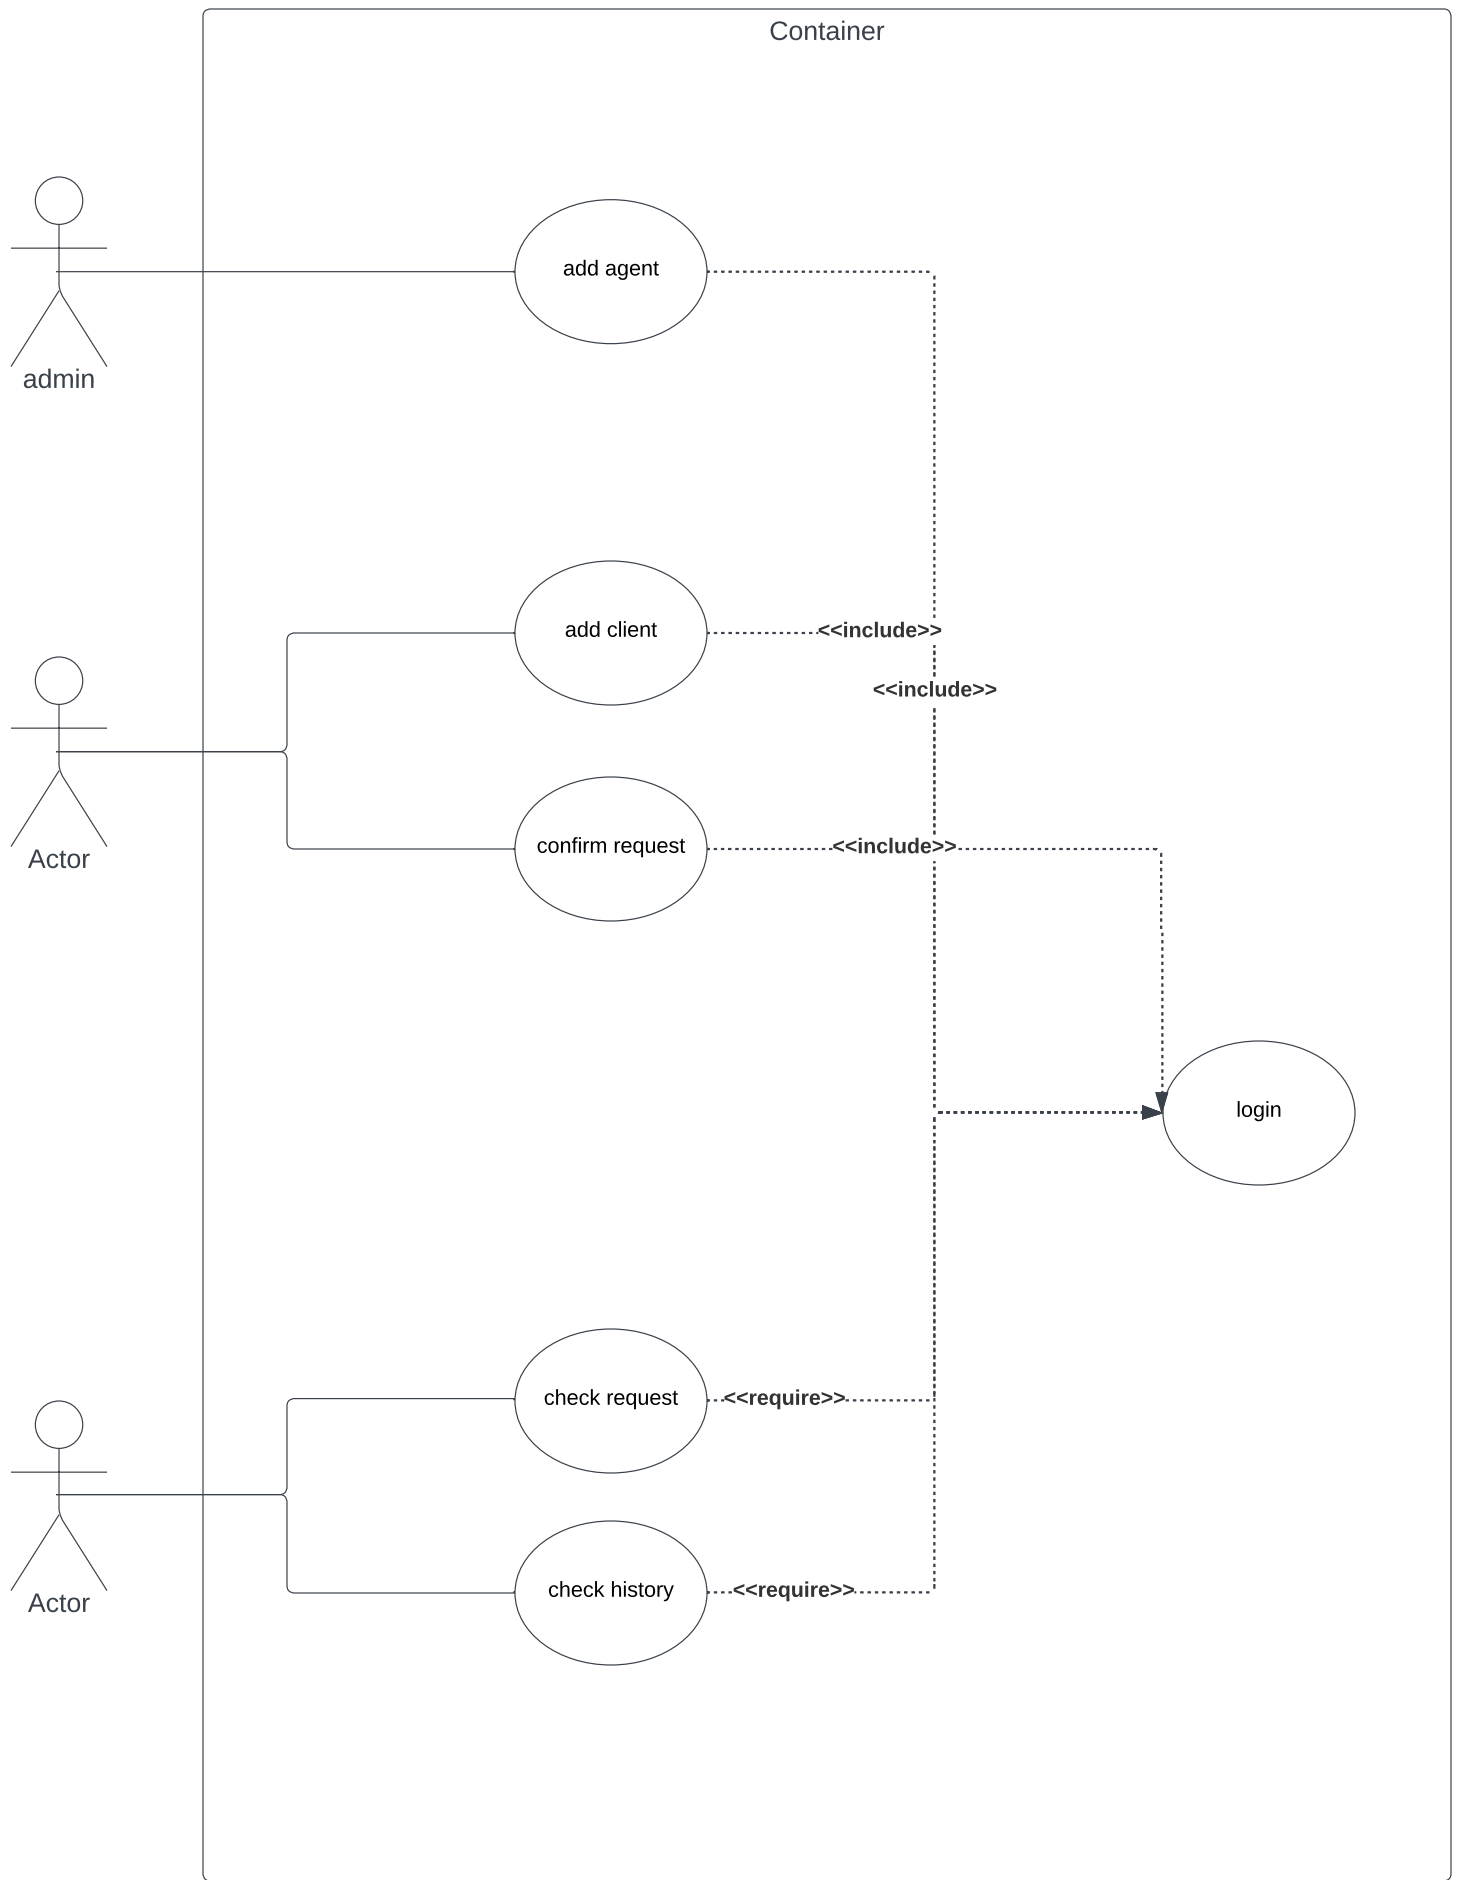 Container
add agent
admin
add client
<<include>>
<<include>>
confirm request
<<include>>
Actor
login
check request
<<require>>
check history
<<require>>
Actor